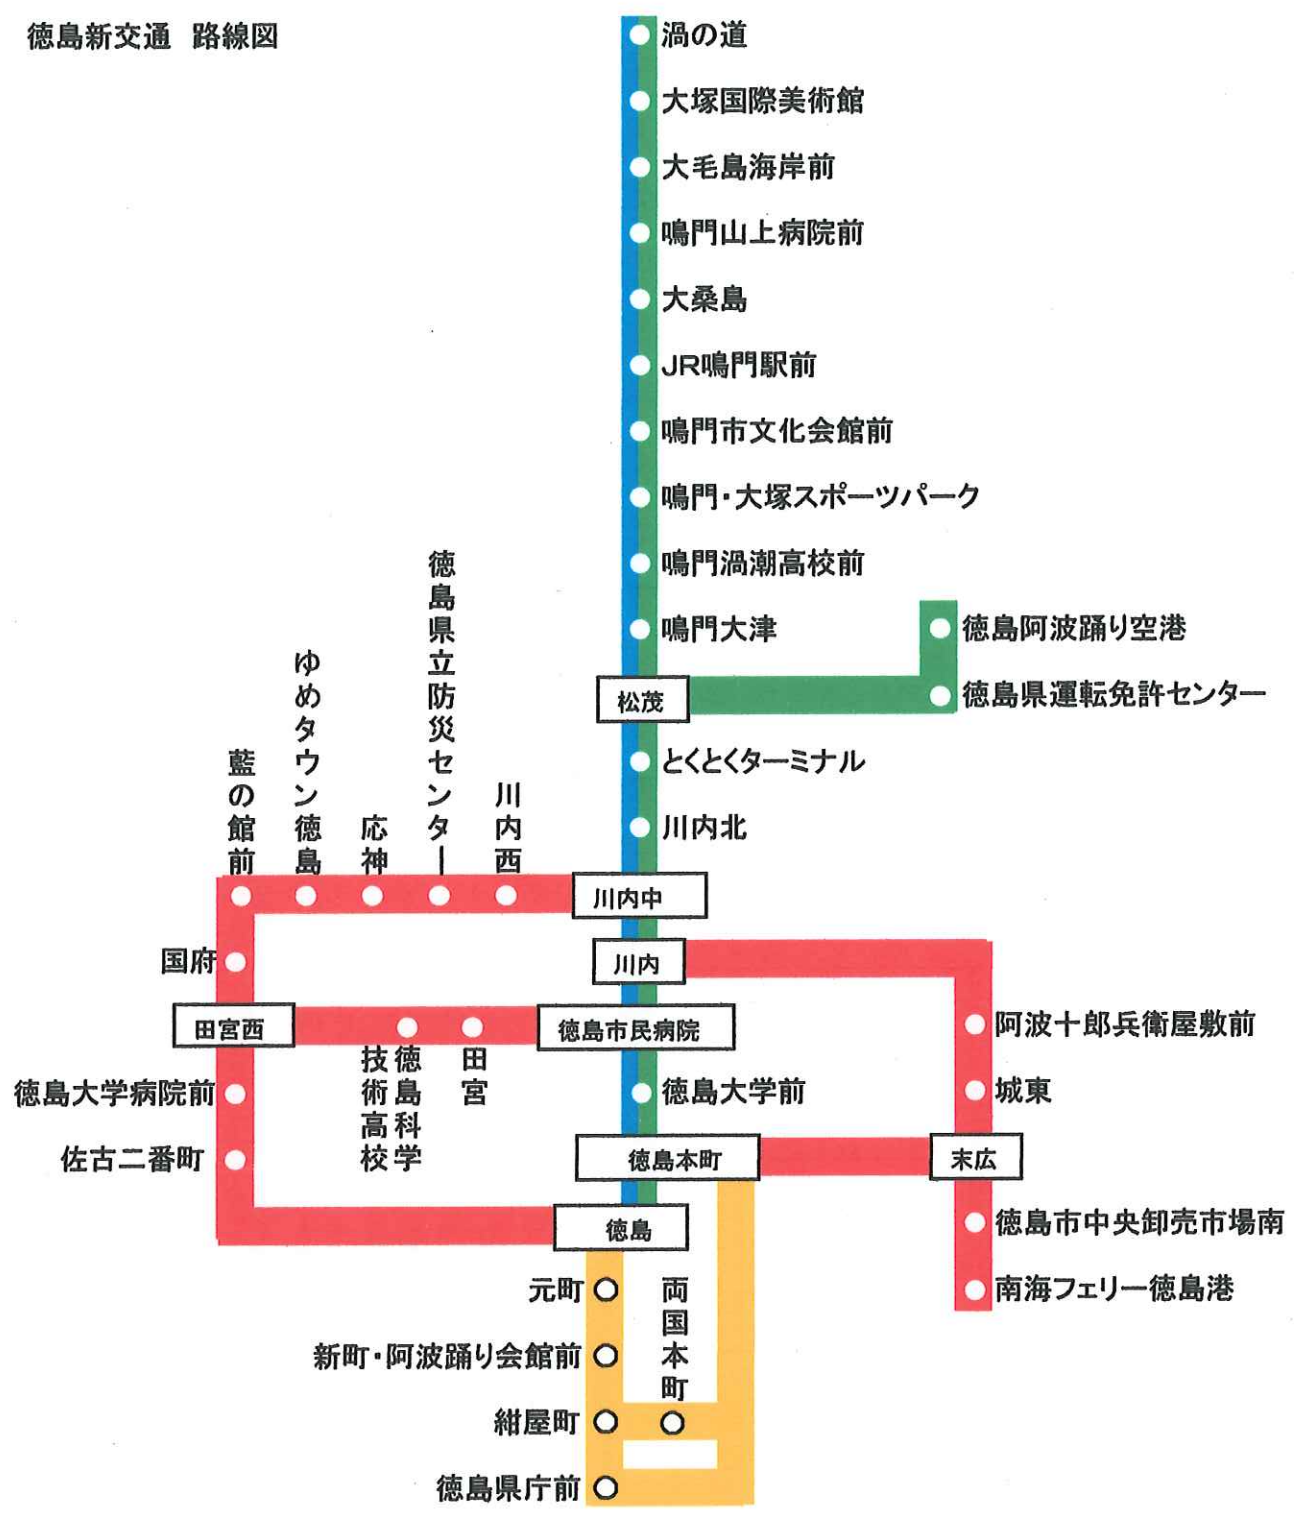 徳島新交通 路線図
渦の道
大塚国際美術館
大毛島海岸前
鳴門山上病院前
大桑島
JR鳴門駅前
鳴門市文化会館前
鳴門・大塚スポーツパーク
鳴門渦潮高校前
鳴門大津
徳島阿波踊り空港
松茂
徳島県運転免許センター
とくとくターミナル
川内北
藍の館前
ゆめタウン徳島
応神
徳島県立防災センター
川内西
川内中
国府
川内
田宮西
徳島科学
技術高校
田宮
徳島市民病院
阿波十郎兵衛屋敷前
徳島大学病院前
徳島大学前
城東
佐古二番町
徳島本町
末広
徳島
徳島市中央卸売市場南
元町
両国本町
南海フェリー徳島港
新町・阿波踊り会館前
紺屋町
徳島県庁前